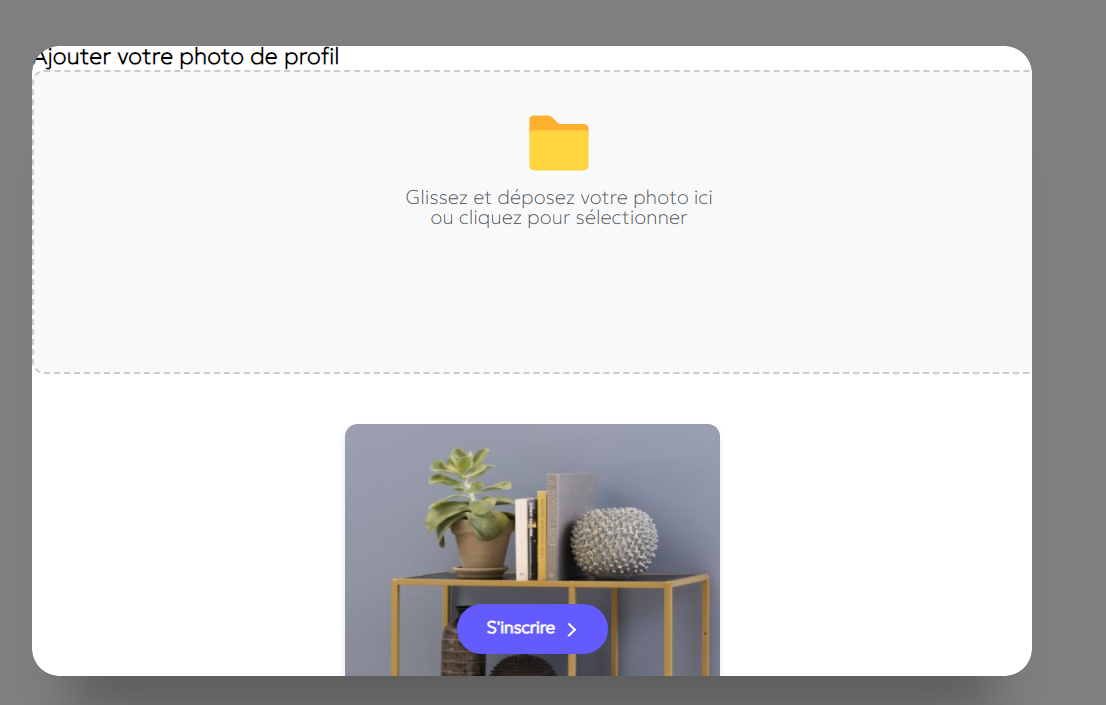 Ajouter votre photo de profil
Glissez et déposez votre photo ici
ou cliquez pour sélectionner
S'inscrire